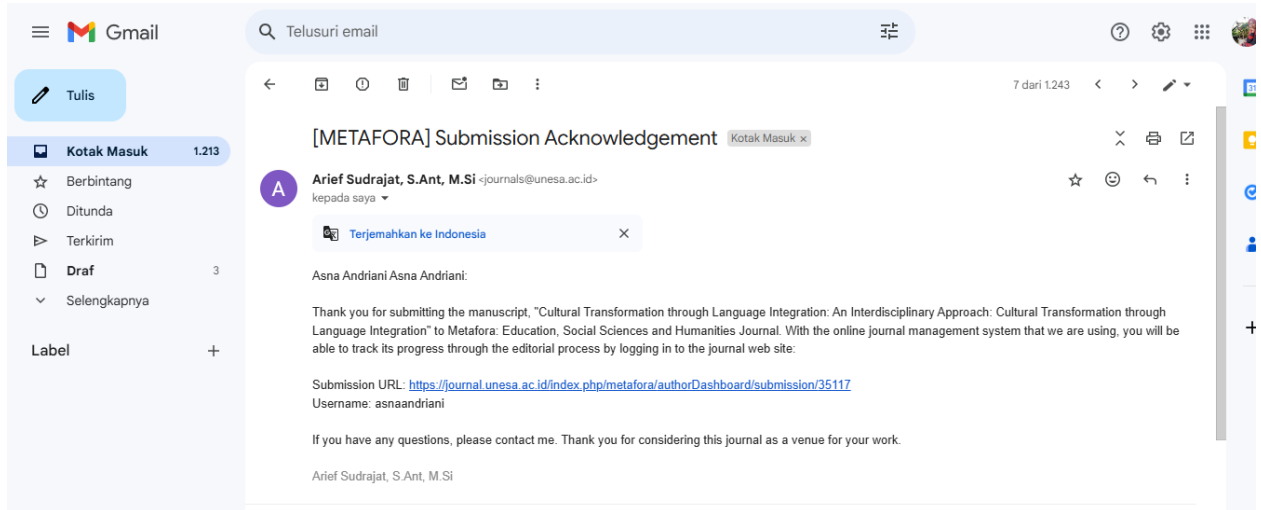 Gmail
Telusuri email
Tulis
7 dari 1.243
[METAFORA] Submission Acknowledgement Kotak Masuk ×
Kotak Masuk 1.213
Berbintang
Ditunda
Terkirim
Draf 3
Selengkapnya
Label +
A
Arief Sudrajat, S.Ant, M.Si <journals@unesa.ac.id>
kepada saya
Terjemahkan ke Indonesia
Asna Andriani Asna Andriani:
Thank you for submitting the manuscript, "Cultural Transformation through Language Integration: An Interdisciplinary Approach: Cultural Transformation through
Language Integration" to Metafora: Education, Social Sciences and Humanities Journal. With the online journal management system that we are using, you will be
able to track its progress through the editorial process by logging in to the journal web site:
Submission URL: https://journal.unesa.ac.id/index.php/metafora/authorDashboard/submission/35117
Username: asnaandriani
If you have any questions, please contact me. Thank you for considering this journal as a venue for your work.
Arief Sudrajat, S.Ant, M.Si
31